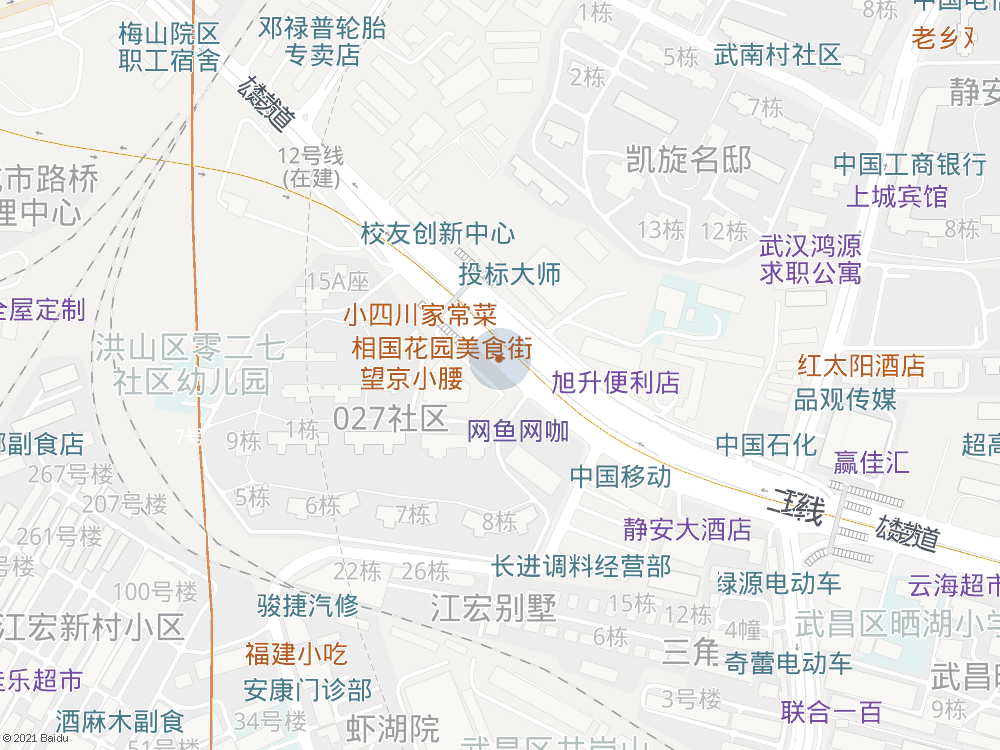 1栋
中国电信
8栋
梅山院区
职工宿舍
邓禄普轮胎
专卖店
5栋
武南村社区
老乡
2栋
静安
7栋
12号线
(在建)
凯旋名邸
中国工商银行
上城宾馆
市路桥
理中心
校友创新中心
13栋
12栋
武汉鸿源
求职公寓
8栋
投标大师
15A座
全屋定制
小四川家常菜
相国花园美食街
望京小腰
洪山区零二七
社区幼儿园
旭升便利店
红太阳酒店
品观传媒
027社区
1栋
9栋
7号
网鱼网咖
中国石化
超高
副食店
赢佳汇
267号楼
中国移动
207号楼
5栋
6栋
7栋
8栋
静安大酒店
261号楼
长进调料经营部
22栋
26栋
100号楼
绿源电动车
云海超市
骏捷汽修
江宏别墅
15栋
12栋
江宏新村小区
6栋
4幢
武昌区晒湖小学
三角
福建小吃
奇蕾电动车
佳乐超市
安康门诊部
武昌
3号楼
9栋
酒麻木副食
34号楼
虾湖院
联合一百
51号楼
© 2021 Baidu